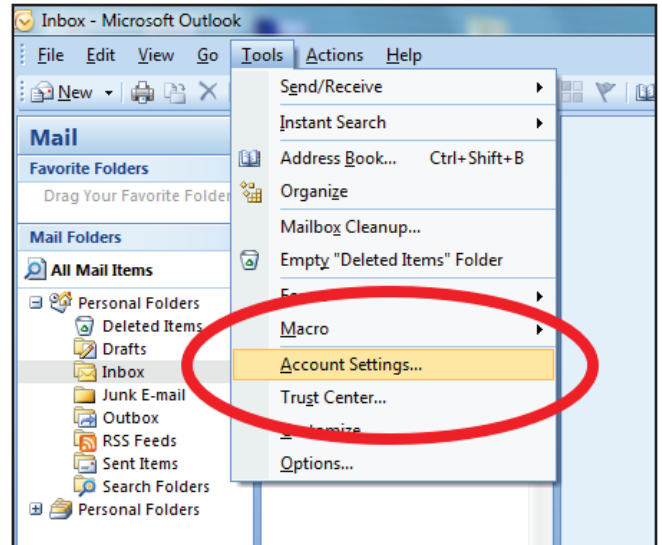 Inbox - Microsoft Outlook
File Edit View Go Tools Actions Help
New
Send/Receive
Instant Search
Address Book... Ctrl+Shift+B
Organize
Mailbox Cleanup...
Empty "Deleted Items" Folder
Macro
Account Settings...
Trust Center...
Options...
Mail
Favorite Folders
Drag Your Favorite Folder
Mail Folders
All Mail Items
Personal Folders
Deleted Items
Drafts
Inbox
Junk E-mail
Outbox
RSS Feeds
Sent Items
Search Folders
Personal Folders